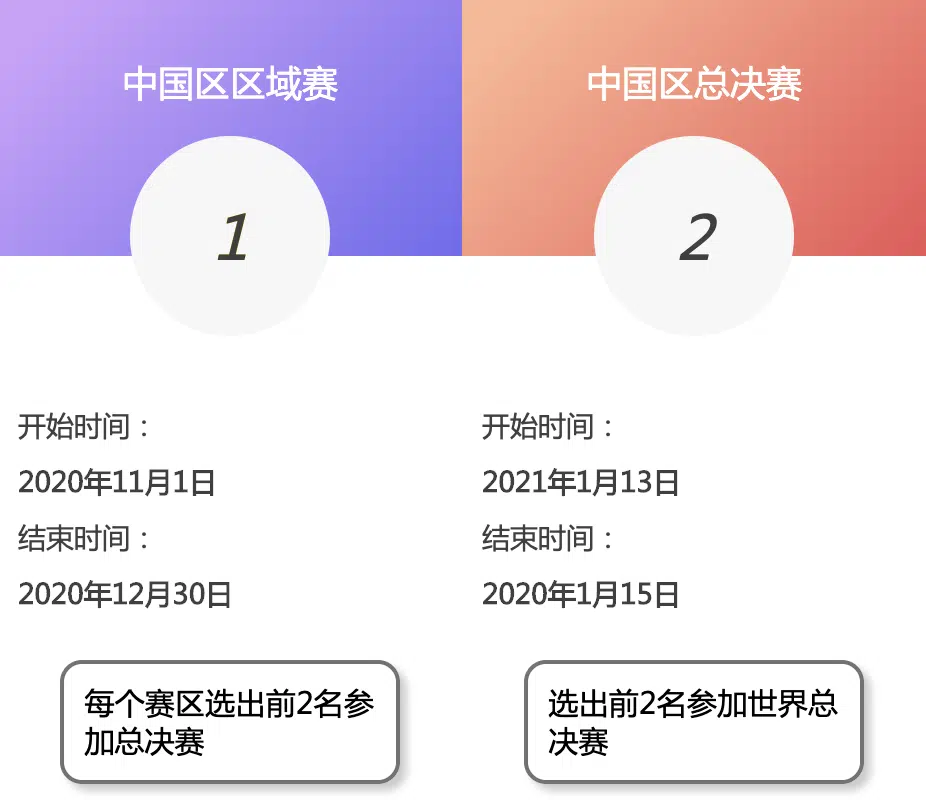 中国区区域赛
1
开始时间：
2020年11月1日
结束时间：
2020年12月30日
每个赛区选出前2名参
加总决赛
中国区总决赛
2
开始时间：
2021年1月13日
结束时间：
2020年1月15日
选出前2名参加世界总
决赛